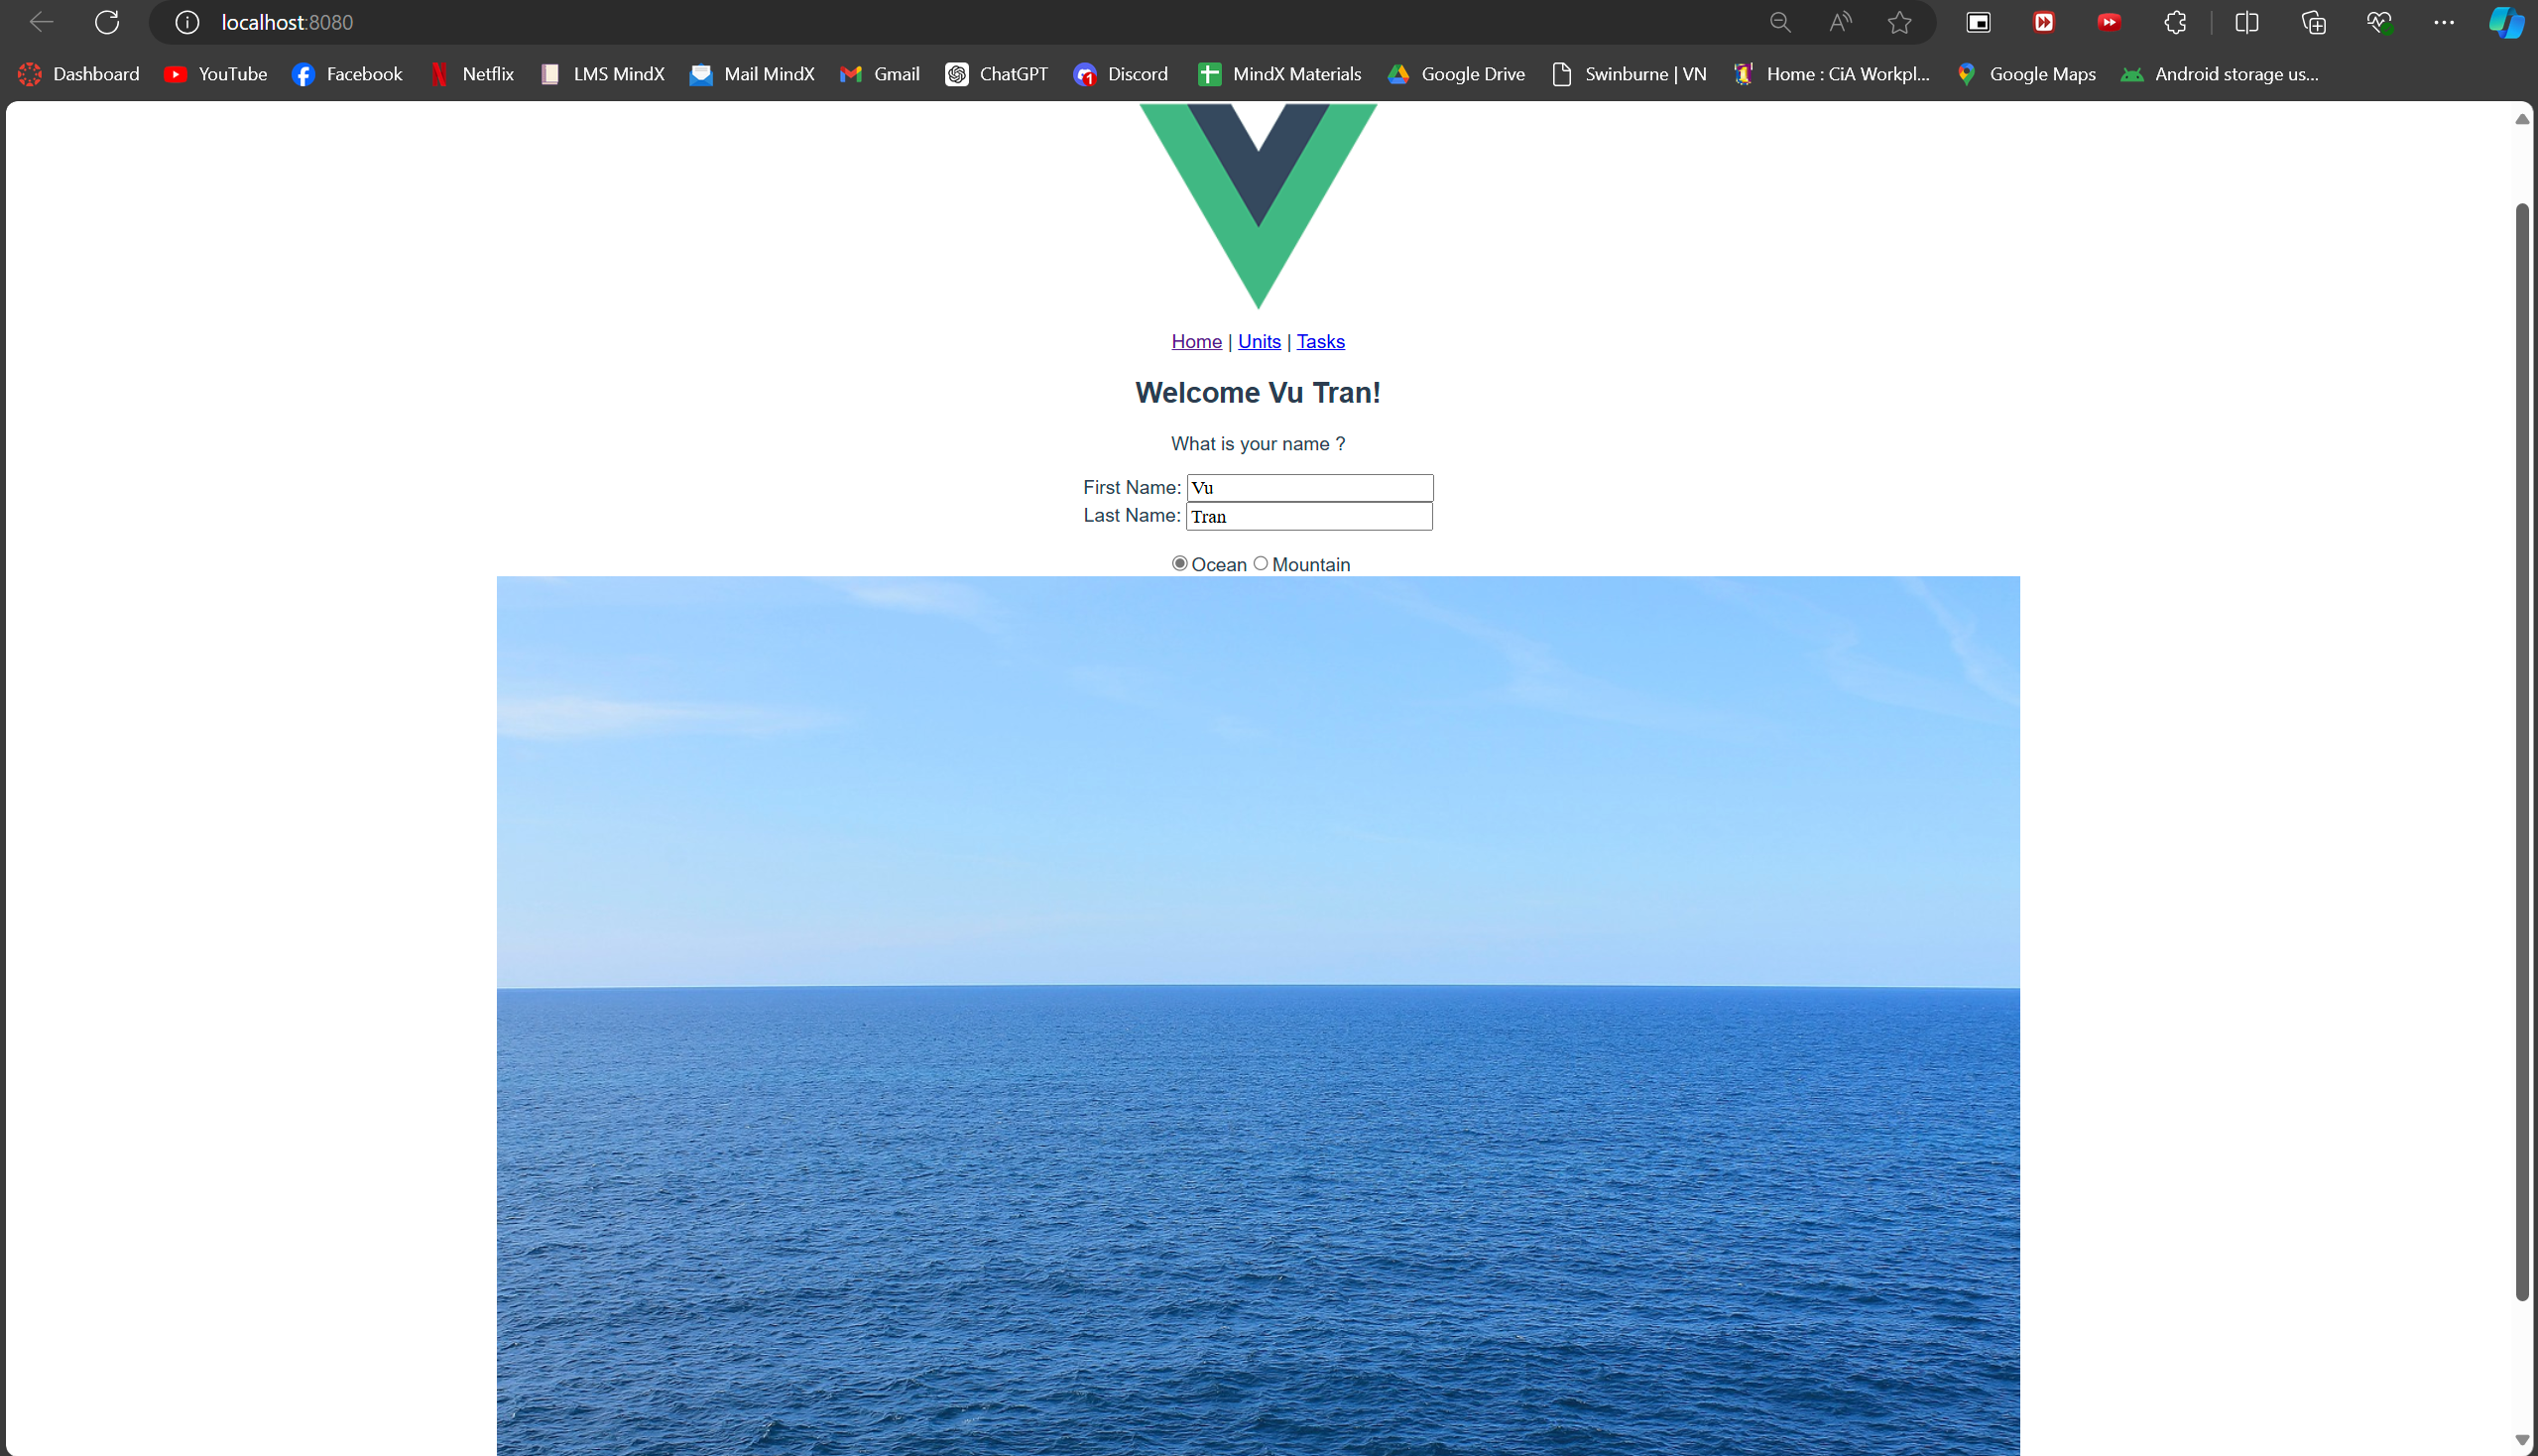 localhost:8080
Dashboard YouTube Facebook Netflix LMS MindX Mail MindX Gmail ChatGPT Discord MindX Materials Google Drive Swinburne | VN Home : CiA Workpl... Google Maps Android storage us...
Home | Units | Tasks
Welcome Vu Tran!
What is your name ?
First Name: Vu
Last Name: Tran
Ocean Mountain